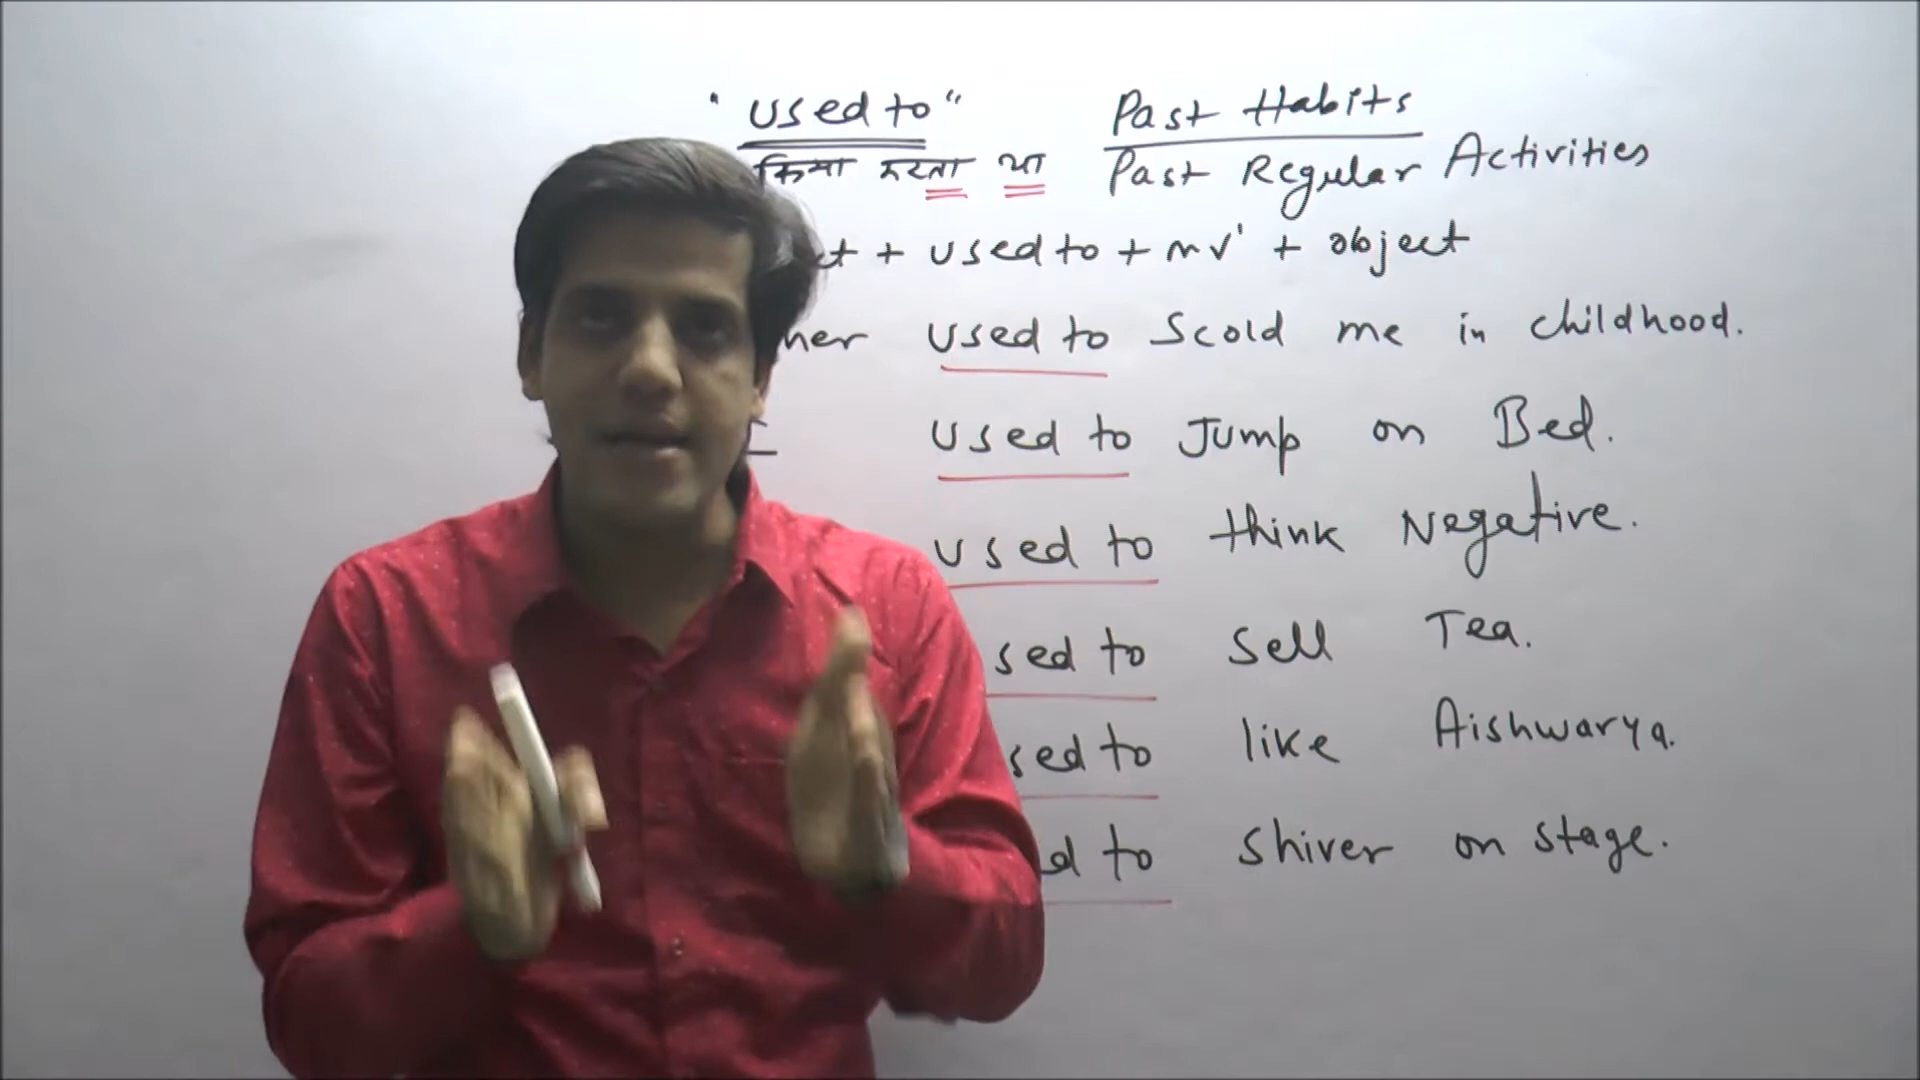 "used to" Past Habits
किया करता था Past Regular Activities
ct + used to + mv' + object
her used to Scold me in childhood.
I used to Jump on Bed.
used to think Negative.
sed to Sell Tea.
sed to like Aishwarya.
d to Shiver on stage.